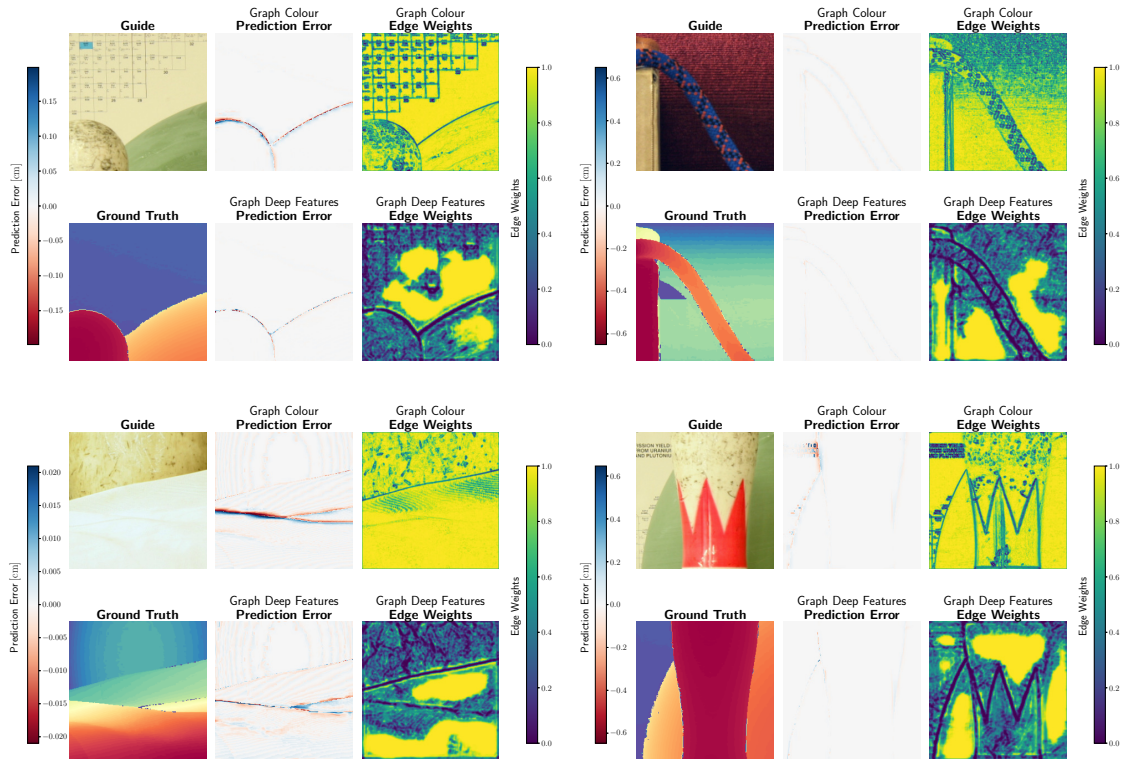 Guide
Graph Colour
Prediction Error
Graph Colour
Edge Weights
Prediction Error [cm]
0.15
0.10
0.05
0.00
−0.05
−0.10
−0.15
1.0
0.8
0.6
0.4
0.2
0.0
Edge Weights
Ground Truth
Graph Deep Features
Prediction Error
Graph Deep Features
Edge Weights
Guide
Graph Colour
Prediction Error
Graph Colour
Edge Weights
Prediction Error [cm]
0.6
0.4
0.2
0.0
−0.2
−0.4
−0.6
1.0
0.8
0.6
0.4
0.2
0.0
Edge Weights
Ground Truth
Graph Deep Features
Prediction Error
Graph Deep Features
Edge Weights
Guide
Graph Colour
Prediction Error
Graph Colour
Edge Weights
Prediction Error [cm]
0.020
0.015
0.010
0.005
0.000
−0.005
−0.010
−0.015
−0.020
1.0
0.8
0.6
0.4
0.2
0.0
Edge Weights
Ground Truth
Graph Deep Features
Prediction Error
Graph Deep Features
Edge Weights
Guide
Graph Colour
Prediction Error
Graph Colour
Edge Weights
FISSION YIELD
FROM URANIUM
AND PLUTONIU
Prediction Error [cm]
0.6
0.4
0.2
0.0
−0.2
−0.4
−0.6
1.0
0.8
0.6
0.4
0.2
0.0
Edge Weights
Ground Truth
Graph Deep Features
Prediction Error
Graph Deep Features
Edge Weights